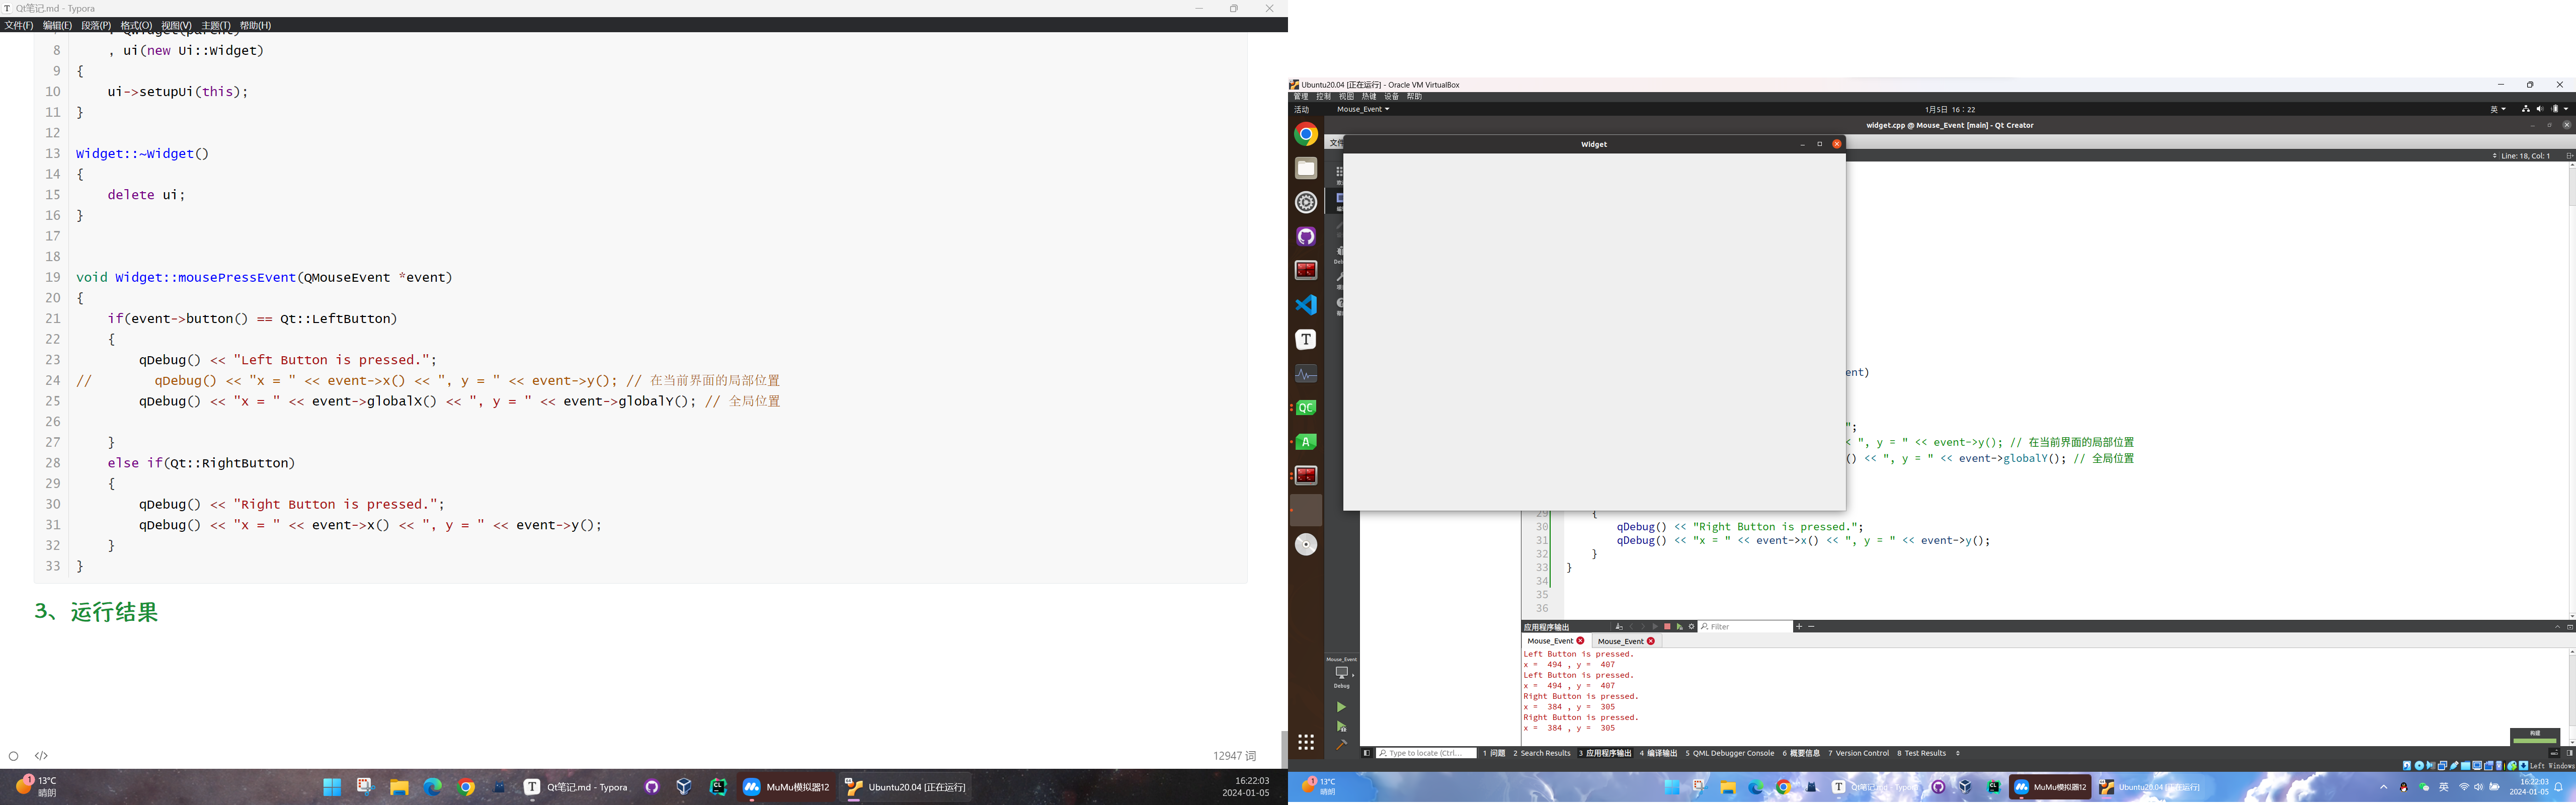 Qt笔记.md - Typora
文件(F) 编辑(E) 段落(P) 格式(O) 视图(V) 主题(T) 帮助(H)
: QWidget(parent)
8 , ui(new Ui::Widget)
9 {
10 ui->setupUi(this);
11 }
12
13 Widget::~Widget()
14 {
15 delete ui;
16 }
17
18
19 void Widget::mousePressEvent(QMouseEvent *event)
20 {
21 if(event->button() == Qt::LeftButton)
22 {
23 qDebug() << "Left Button is pressed.";
24 // qDebug() << "x = " << event->x() << ", y = " << event->y(); // 在当前界面的局部位置
25 qDebug() << "x = " << event->globalX() << ", y = " << event->globalY(); // 全局位置
26
27 }
28 else if(Qt::RightButton)
29 {
30 qDebug() << "Right Button is pressed.";
31 qDebug() << "x = " << event->x() << ", y = " << event->y();
32 }
33 }
3、运行结果
12947 词
13°C
晴朗
Qt笔记.md - Typora
MuMu模拟器12
Ubuntu20.04 [正在运行]
16:22:03
2024-01-05
Ubuntu20.04 [正在运行] - Oracle VM VirtualBox
管理 控制 视图 热键 设备 帮助
活动 Mouse_Event 1月5日 16：22 英
widget.cpp @ Mouse_Event [main] - Qt Creator
文件
Widget
Line: 18, Col: 1
ent)
";
< ", y = " << event->y(); // 在当前界面的局部位置
() << ", y = " << event->globalY(); // 全局位置
29 {
30 qDebug() << "Right Button is pressed.";
31 qDebug() << "x = " << event->x() << ", y = " << event->y();
32 }
33 }
34
35
36
应用程序输出 Filter
Mouse_Event Mouse_Event
Left Button is pressed.
x = 494 , y = 407
Left Button is pressed.
x = 494 , y = 407
Right Button is pressed.
x = 384 , y = 305
Right Button is pressed.
x = 384 , y = 305
Mouse_Event
Debug
构建
Type to locate (Ctrl... 1 问题 2 Search Results 3 应用程序输出 4 编译输出 5 QML Debugger Console 6 概要信息 7 Version Control 8 Test Results
Left Windows
13°C
晴朗
Qt笔记.md - Typora
MuMu模拟器12
Ubuntu20.04 [正在运行]
英
16:22:03
2024-01-05